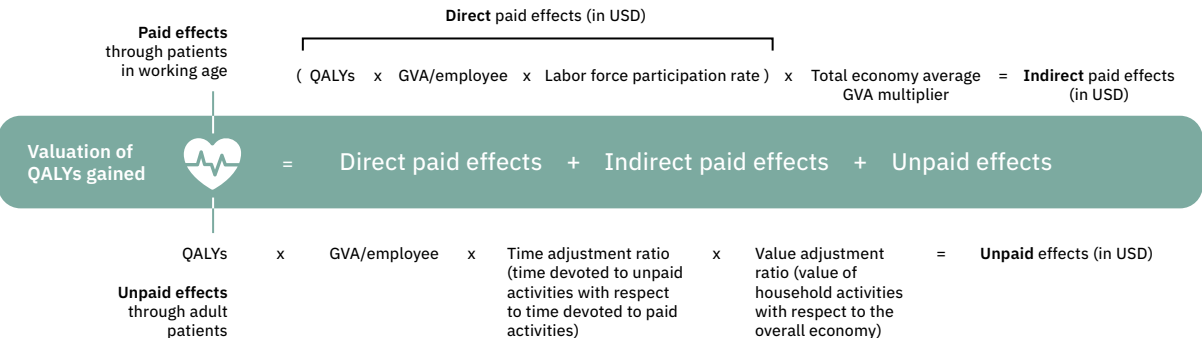 Direct paid effects (in USD)
Paid effects
through patients
in working age
( QALYs x GVA/employee x Labor force participation rate ) x Total economy average = Indirect paid effects
GVA multiplier (in USD)
Valuation of
QALYs gained
= Direct paid effects + Indirect paid effects + Unpaid effects
QALYs x GVA/employee x Time adjustment ratio x Value adjustment = Unpaid effects (in USD)
(time devoted to unpaid ratio (value of
activities with respect household activities
to time devoted to paid with respect to the
activities) overall economy)
Unpaid effects
through adult
patients